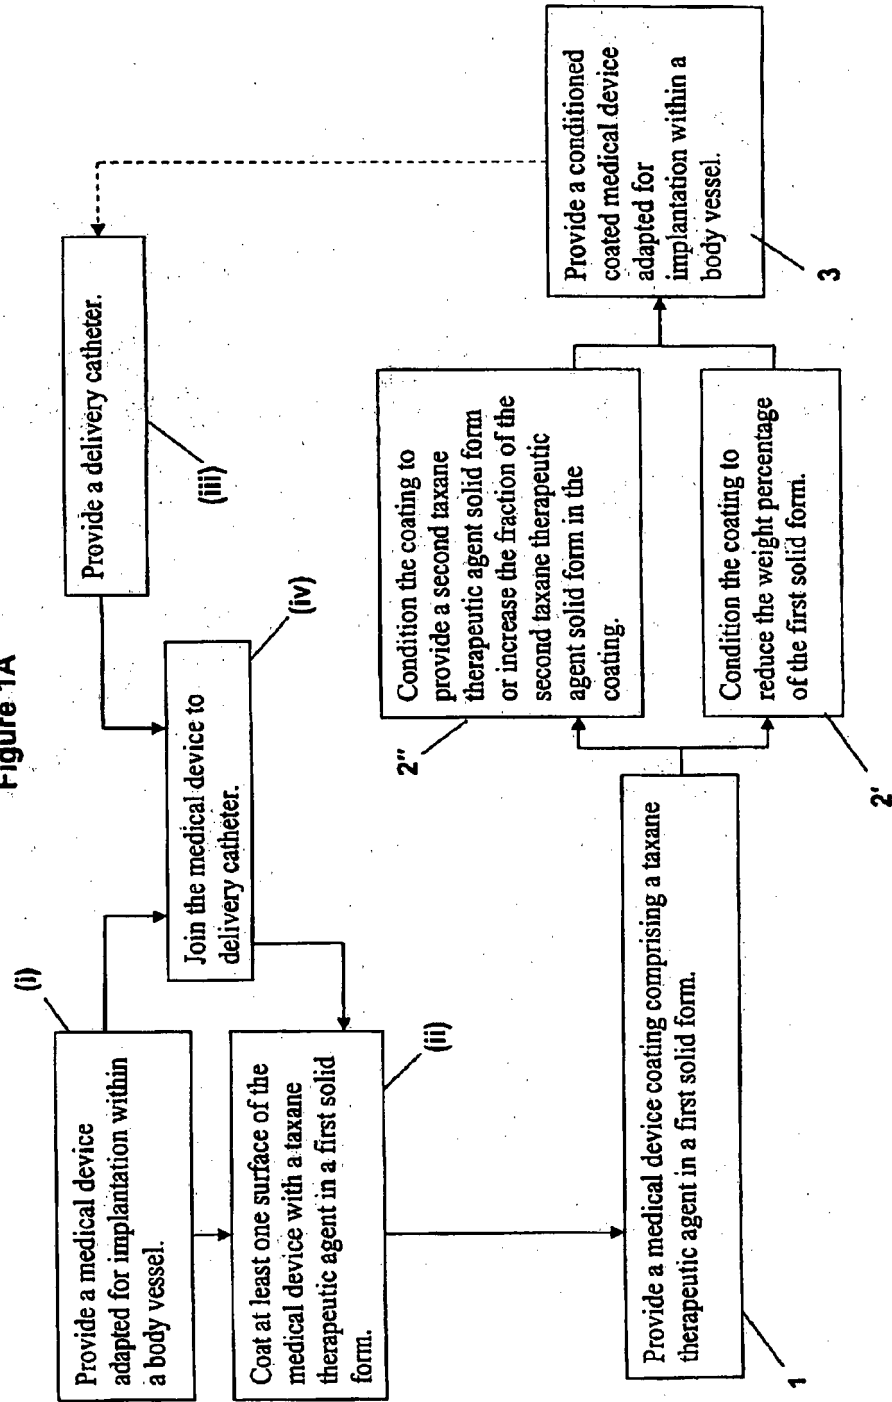 Figure 1A
(i)
Provide a medical device
adapted for implantation within
a body vessel.
Coat at least one surface of the
medical device with a taxane
therapeutic agent in a first solid
form.
(ii)
Join the medical device to
delivery catheter.
(iv)
Provide a delivery catheter.
(iii)
Provide a medical device coating comprising a taxane
therapeutic agent in a first solid form.
1
2"
Condition the coating to
provide a second taxane
therapeutic agent solid form
or increase the fraction of the
second taxane therapeutic
agent solid form in the
coating.
Condition the coating to
reduce the weight percentage
of the first solid form.
2'
Provide a conditioned
coated medical device
adapted for
implantation within a
body vessel.
3